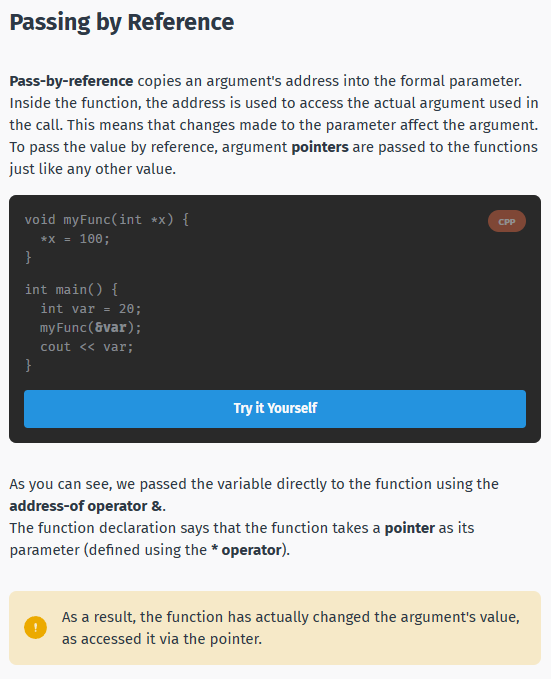 Passing by Reference
Pass-by-reference copies an argument's address into the formal parameter.
Inside the function, the address is used to access the actual argument used in
the call. This means that changes made to the parameter affect the argument.
To pass the value by reference, argument pointers are passed to the functions
just like any other value.
void myFunc(int *x) {
CPP
  *x = 100;
}
int main() {
  int var = 20;
  myFunc(&var);
  cout << var;
}
Try it Yourself
As you can see, we passed the variable directly to the function using the
address-of operator &.
The function declaration says that the function takes a pointer as its
parameter (defined using the * operator).
!
As a result, the function has actually changed the argument's value,
as accessed it via the pointer.